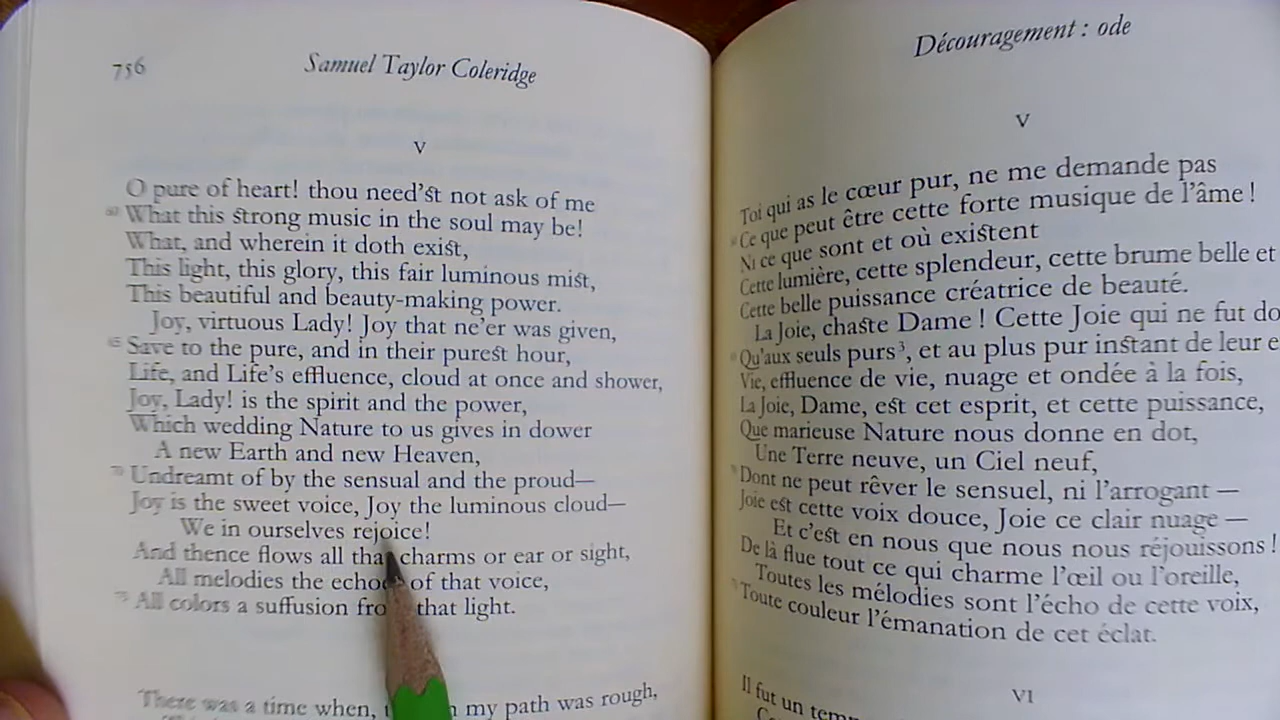 756
Samuel Taylor Coleridge
V
O pure of heart! thou need'st not ask of me
60 What this strong music in the soul may be!
What, and wherein it doth exist,
This light, this glory, this fair luminous mist,
This beautiful and beauty-making power.
Joy, virtuous Lady! Joy that ne'er was given,
65 Save to the pure, and in their purest hour,
Life, and Life's effluence, cloud at once and shower,
Joy, Lady! is the spirit and the power,
Which wedding Nature to us gives in dower
A new Earth and new Heaven,
70 Undreamt of by the sensual and the proud—
Joy is the sweet voice, Joy the luminous cloud—
We in ourselves rejoice!
And thence flows all that charms or ear or sight,
All melodies the echoes of that voice,
75 All colors a suffusion from that light.
There was a time when, my path was rough,
Découragement : ode
V
Toi qui as le cœur pur, ne me demande pas
Ce que peut être cette forte musique de l'âme !
Ni ce que sont et où existent
Cette lumière, cette splendeur, cette brume belle et
Cette belle puissance créatrice de beauté.
La Joie, chaste Dame ! Cette Joie qui ne fut do
Qu'aux seuls purs³, et au plus pur instant de leur e
Vie, effluence de vie, nuage et ondée à la fois,
La Joie, Dame, est cet esprit, et cette puissance,
Que marieuse Nature nous donne en dot,
Une Terre neuve, un Ciel neuf,
Dont ne peut rêver le sensuel, ni l'arrogant —
Joie est cette voix douce, Joie ce clair nuage —
Et c'est en nous que nous nous réjouissons !
De là flue tout ce qui charme l'œil ou l'oreille,
Toutes les mélodies sont l'écho de cette voix,
Toute couleur l'émanation de cet éclat.
VI
Il fut un temp